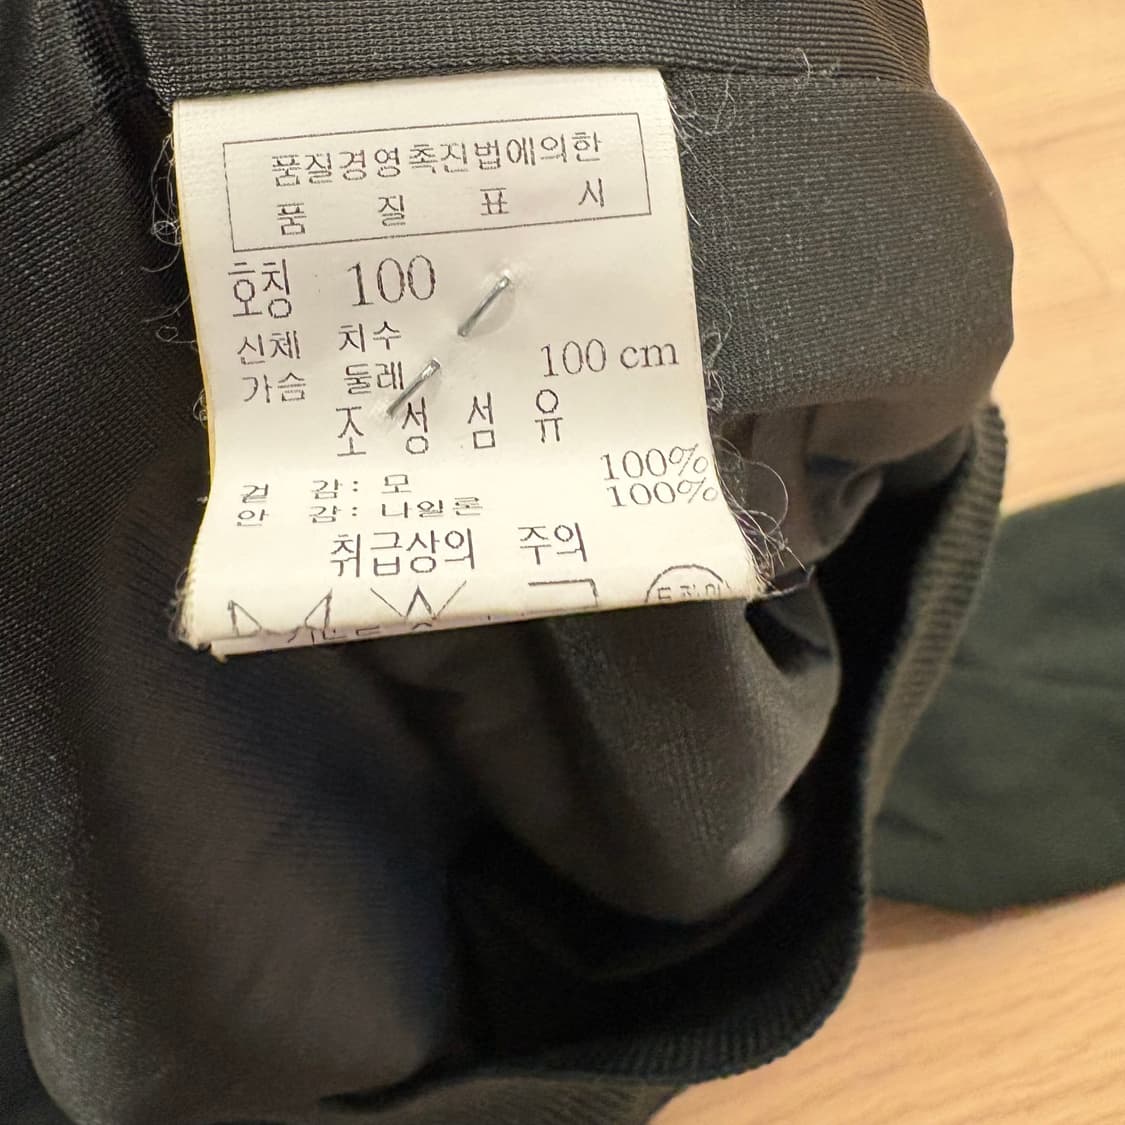 품질경영촉진법에의한
품 질 표 시
호칭 100
신체 치수
가슴 둘레 100 cm
조 성 섬 유
겉 감: 모 100%
안 감: 나일론 100%
취급상의 주의